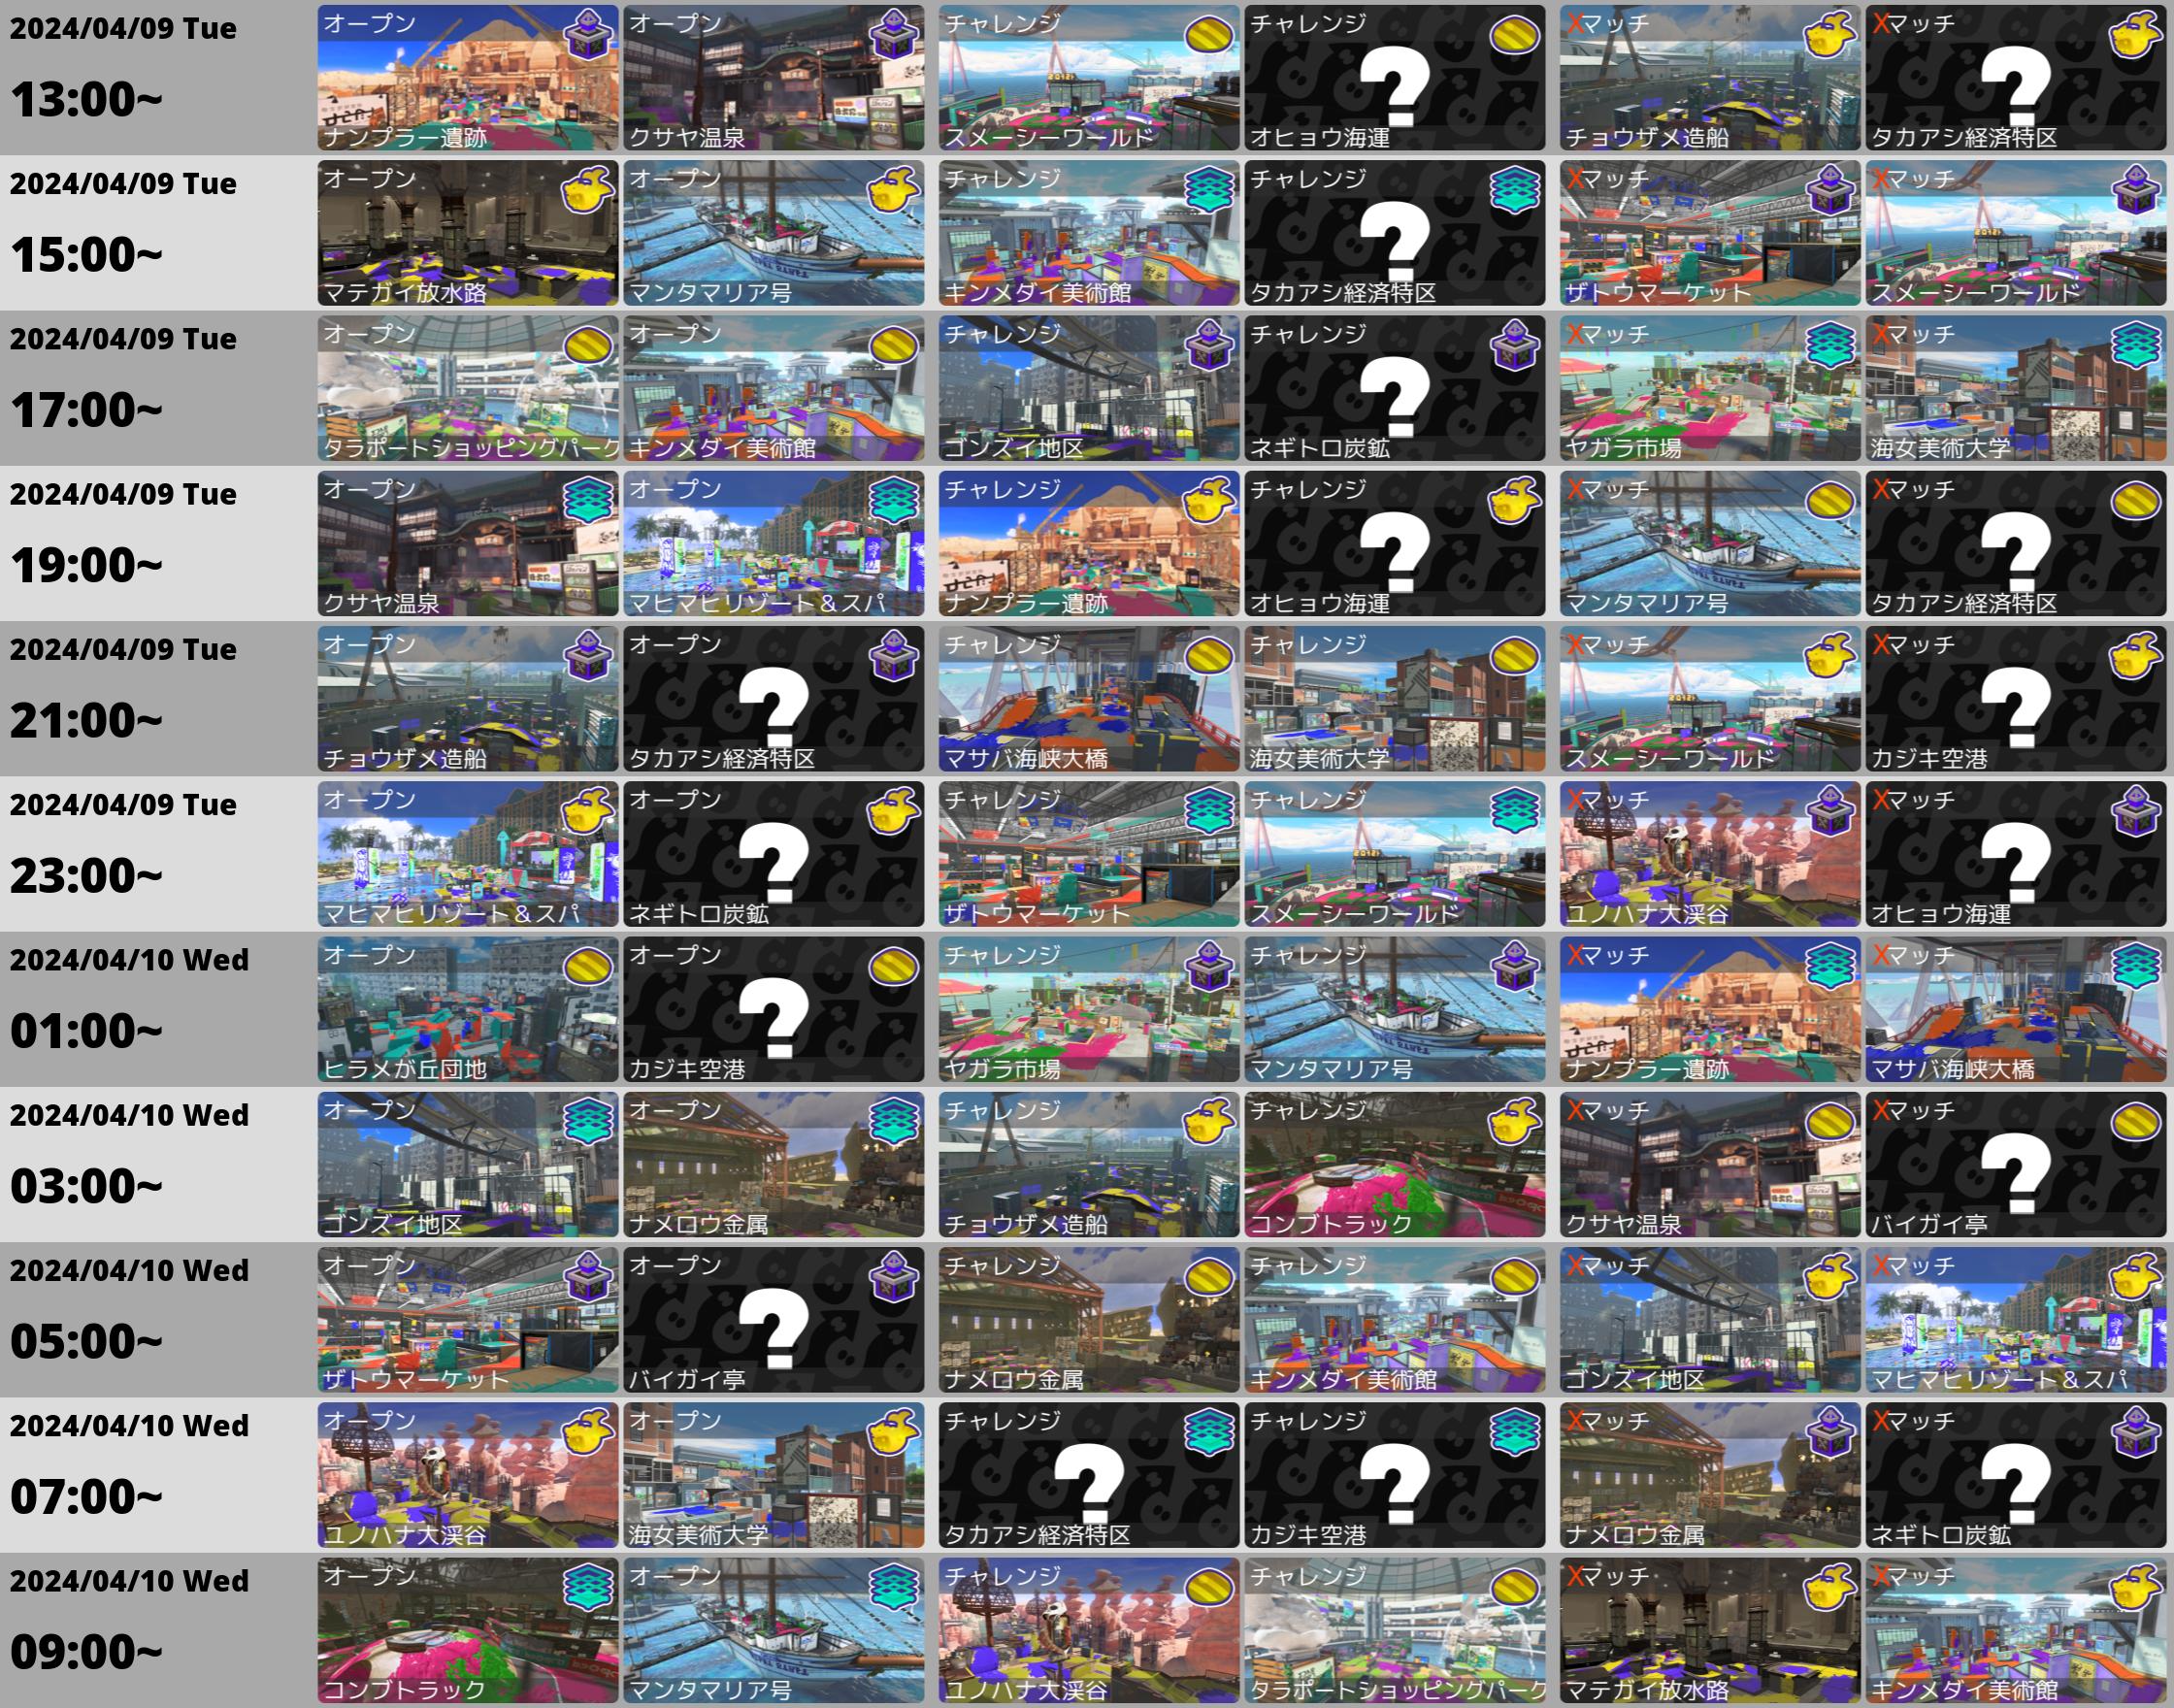 2024/04/09 Tue
13:00~
オープン
ナンプラー遺跡
オープン
クサヤ温泉
チャレンジ
スメーシーワールド
チャレンジ
オヒョウ海運
Xマッチ
チョウザメ造船
Xマッチ
タカアシ経済特区
2024/04/09 Tue
15:00~
オープン
マテガイ放水路
オープン
マンタマリア号
チャレンジ
キンメダイ美術館
チャレンジ
タカアシ経済特区
Xマッチ
ザトウマーケット
Xマッチ
スメーシーワールド
2024/04/09 Tue
17:00~
オープン
タラポートショッピングパーク
オープン
キンメダイ美術館
チャレンジ
ゴンズイ地区
チャレンジ
ネギトロ炭鉱
Xマッチ
ヤガラ市場
Xマッチ
海女美術大学
2024/04/09 Tue
19:00~
オープン
クサヤ温泉
オープン
マヒマヒリゾート＆スパ
チャレンジ
ナンプラー遺跡
チャレンジ
オヒョウ海運
Xマッチ
マンタマリア号
Xマッチ
タカアシ経済特区
2024/04/09 Tue
21:00~
オープン
チョウザメ造船
オープン
タカアシ経済特区
チャレンジ
マサバ海峡大橋
チャレンジ
海女美術大学
Xマッチ
スメーシーワールド
Xマッチ
カジキ空港
2024/04/09 Tue
23:00~
オープン
マヒマヒリゾート＆スパ
オープン
ネギトロ炭鉱
チャレンジ
ザトウマーケット
チャレンジ
スメーシーワールド
Xマッチ
ユノハナ大渓谷
Xマッチ
オヒョウ海運
2024/04/10 Wed
01:00~
オープン
ヒラメが丘団地
オープン
カジキ空港
チャレンジ
ヤガラ市場
チャレンジ
マンタマリア号
Xマッチ
ナンプラー遺跡
Xマッチ
マサバ海峡大橋
2024/04/10 Wed
03:00~
オープン
ゴンズイ地区
オープン
ナメロウ金属
チャレンジ
チョウザメ造船
チャレンジ
コンブトラック
Xマッチ
クサヤ温泉
Xマッチ
バイガイ亭
2024/04/10 Wed
05:00~
オープン
ザトウマーケット
オープン
バイガイ亭
チャレンジ
ナメロウ金属
チャレンジ
キンメダイ美術館
Xマッチ
ゴンズイ地区
Xマッチ
マヒマヒリゾート＆スパ
2024/04/10 Wed
07:00~
オープン
ユノハナ大渓谷
オープン
海女美術大学
チャレンジ
タカアシ経済特区
チャレンジ
カジキ空港
Xマッチ
ナメロウ金属
Xマッチ
ネギトロ炭鉱
2024/04/10 Wed
09:00~
オープン
コンブトラック
オープン
マンタマリア号
チャレンジ
ユノハナ大渓谷
チャレンジ
タラポートショッピングパーク
Xマッチ
マテガイ放水路
Xマッチ
キンメダイ美術館